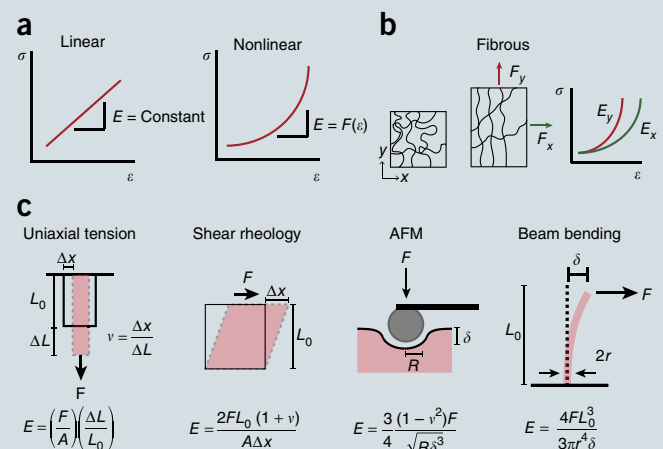 a
Linear
σ
E = Constant
ε
Nonlinear
σ
E = F(ε)
ε
b
Fibrous
F_y
y
x
F_x
σ
E_y
E_x
ε
c
Uniaxial tension
Δx
L_0
ΔL
ν = Δx/ΔL
F
E = (F/A)(ΔL/L_0)
Shear rheology
F
Δx
L_0
E = 2FL_0 (1 + ν)/AΔx
AFM
F
δ
R
E = 3/4 (1 − ν^2)F/√Rδ^3
Beam bending
δ
F
L_0
2r
E = 4FL_0^3/3πr^4δ